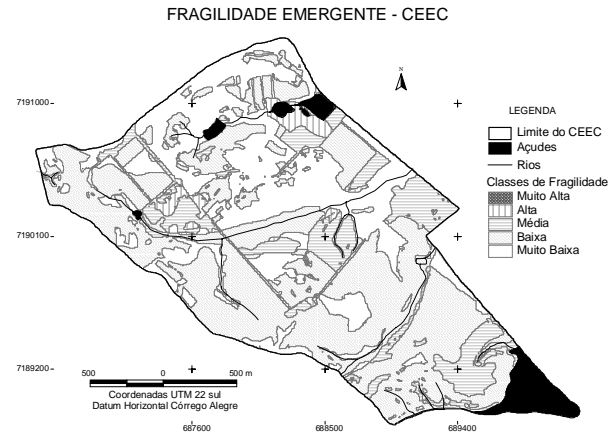 FRAGILIDADE EMERGENTE - CEEC
7191000
7190100
7189200
LEGENDA
Limite do CEEC
Açudes
Rios
Classes de Fragilidade
Muito Alta
Alta
Média
Baixa
Muito Baixa
500 0 500 m
Coordenadas UTM 22 sul
Datum Horizontal Córrego Alegre
687600 688500 689400